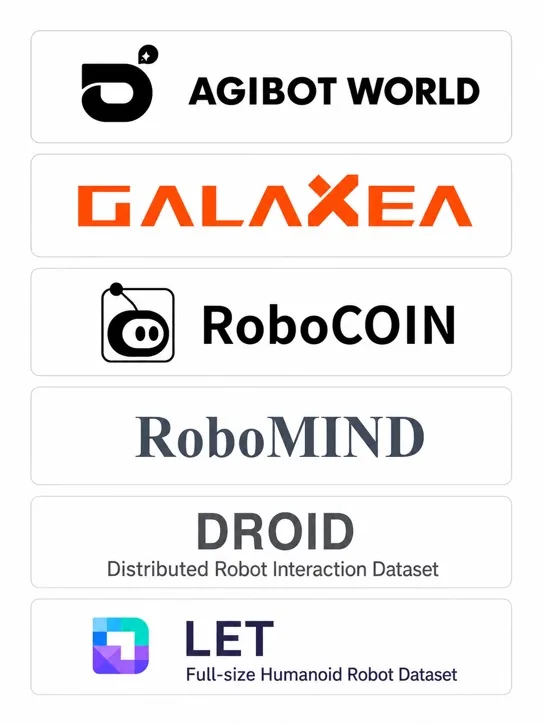 AGIBOT WORLD
GALAXEA
RoboCOIN
RoboMIND
DROID
Distributed Robot Interaction Dataset
LET
Full-size Humanoid Robot Dataset